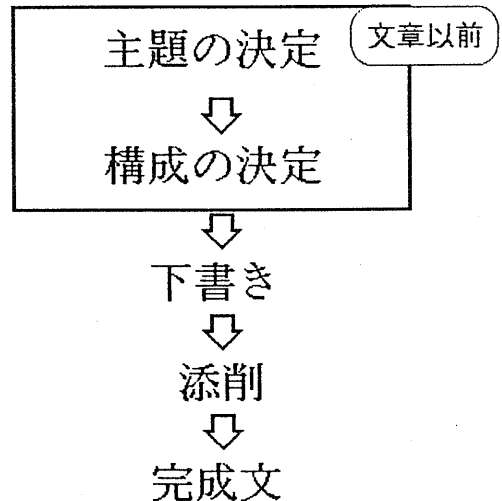 文章以前
主題の決定
構成の決定
下書き
添削
完成文